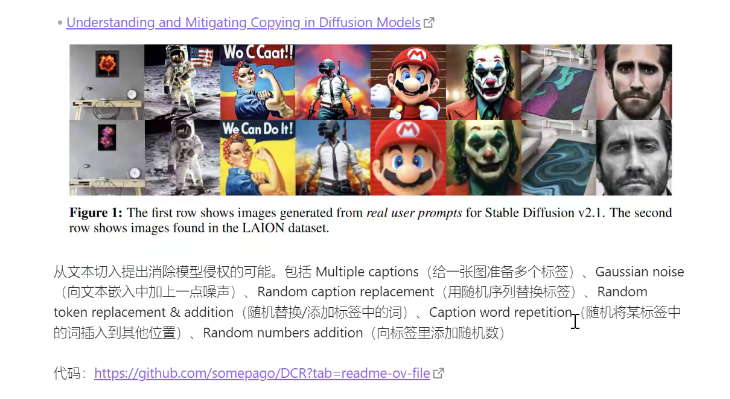 Understanding and Mitigating Copying in Diffusion Models
Wo C Caat!!
We Can Do It!
Figure 1: The first row shows images generated from real user prompts for Stable Diffusion v2.1. The second
row shows images found in the LAION dataset.
从文本切入提出消除模型侵权的可能。包括 Multiple captions（给一张图准备多个标签）、Gaussian noise
（向文本嵌入中加上一点噪声）、Random caption replacement（用随机序列替换标签）、Random
token replacement & addition（随机替换/添加标签中的词）、Caption word repetition（随机将某标签中
的词插入到其他位置）、Random numbers addition（向标签里添加随机数）
代码：https://github.com/somepago/DCR?tab=readme-ov-file